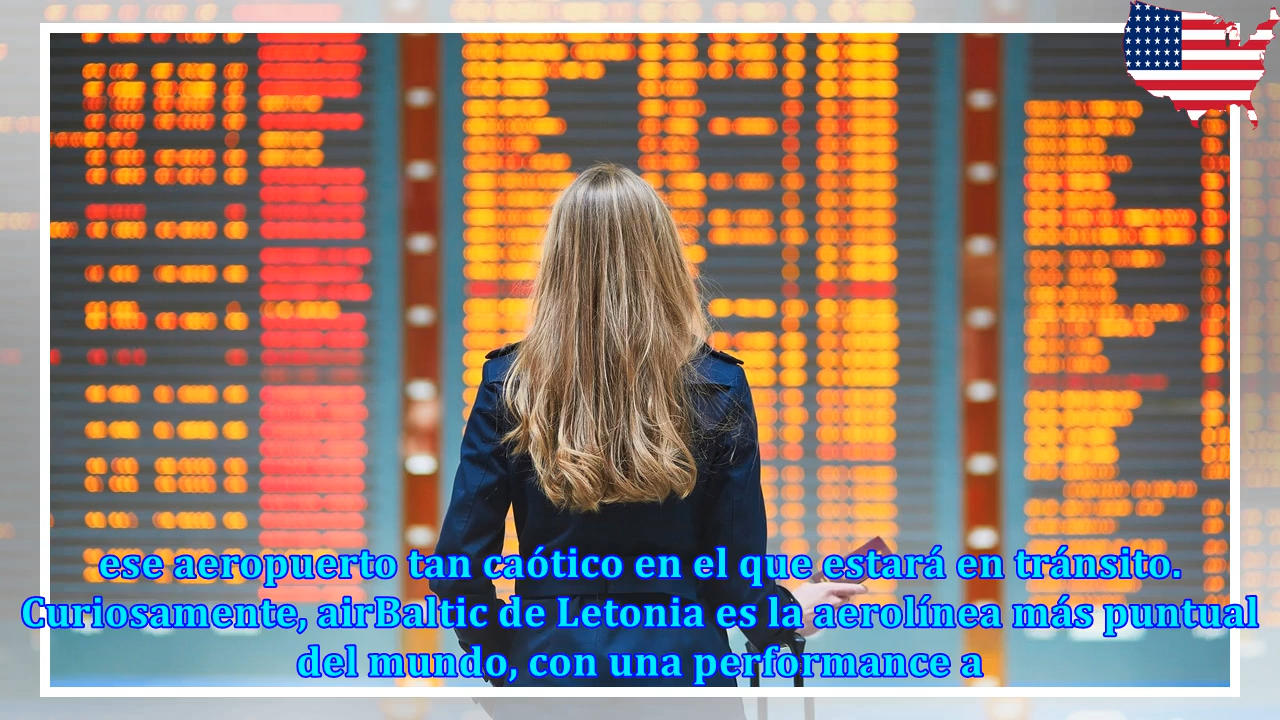 ese aeropuerto tan caótico en el que estará en tránsito.
Curiosamente, airBaltic de Letonia es la aerolínea más puntual
del mundo, con una performance a